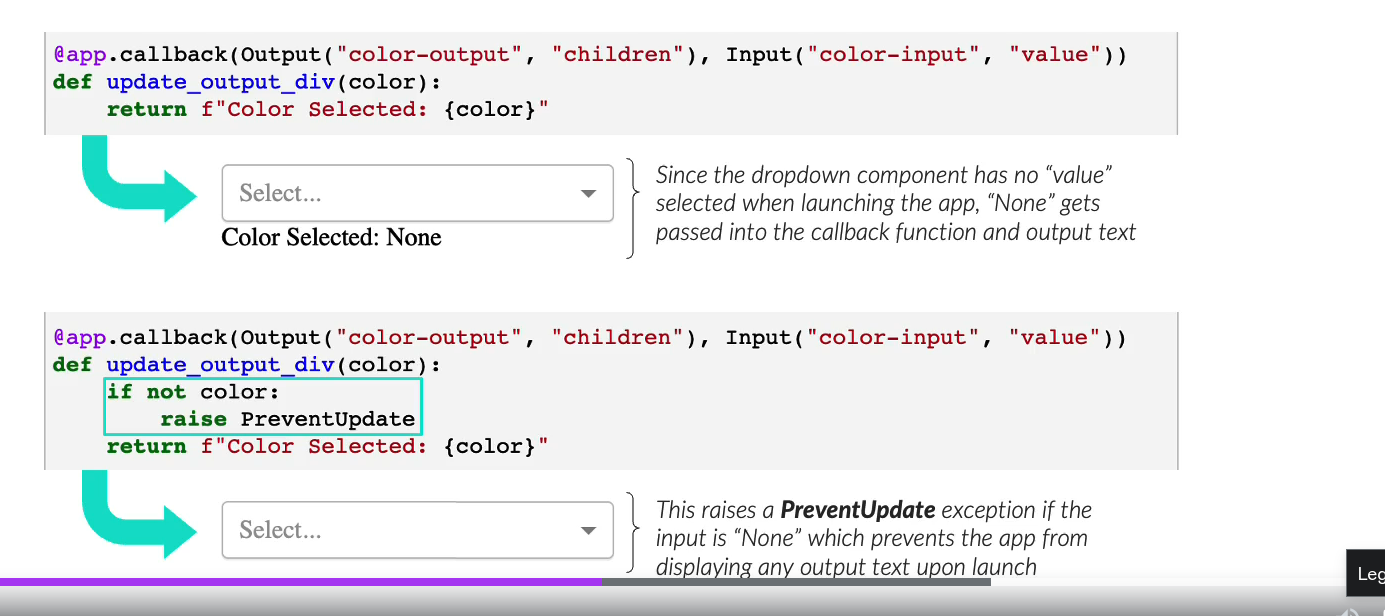 @app.callback(Output("color-output", "children"), Input("color-input", "value"))
def update_output_div(color):
    return f"Color Selected: {color}"
Select...
Color Selected: None
Since the dropdown component has no “value”
selected when launching the app, “None” gets
passed into the callback function and output text
@app.callback(Output("color-output", "children"), Input("color-input", "value"))
def update_output_div(color):
    if not color:
        raise PreventUpdate
    return f"Color Selected: {color}"
Select...
This raises a PreventUpdate exception if the
input is “None” which prevents the app from
displaying any output text upon launch
Leg